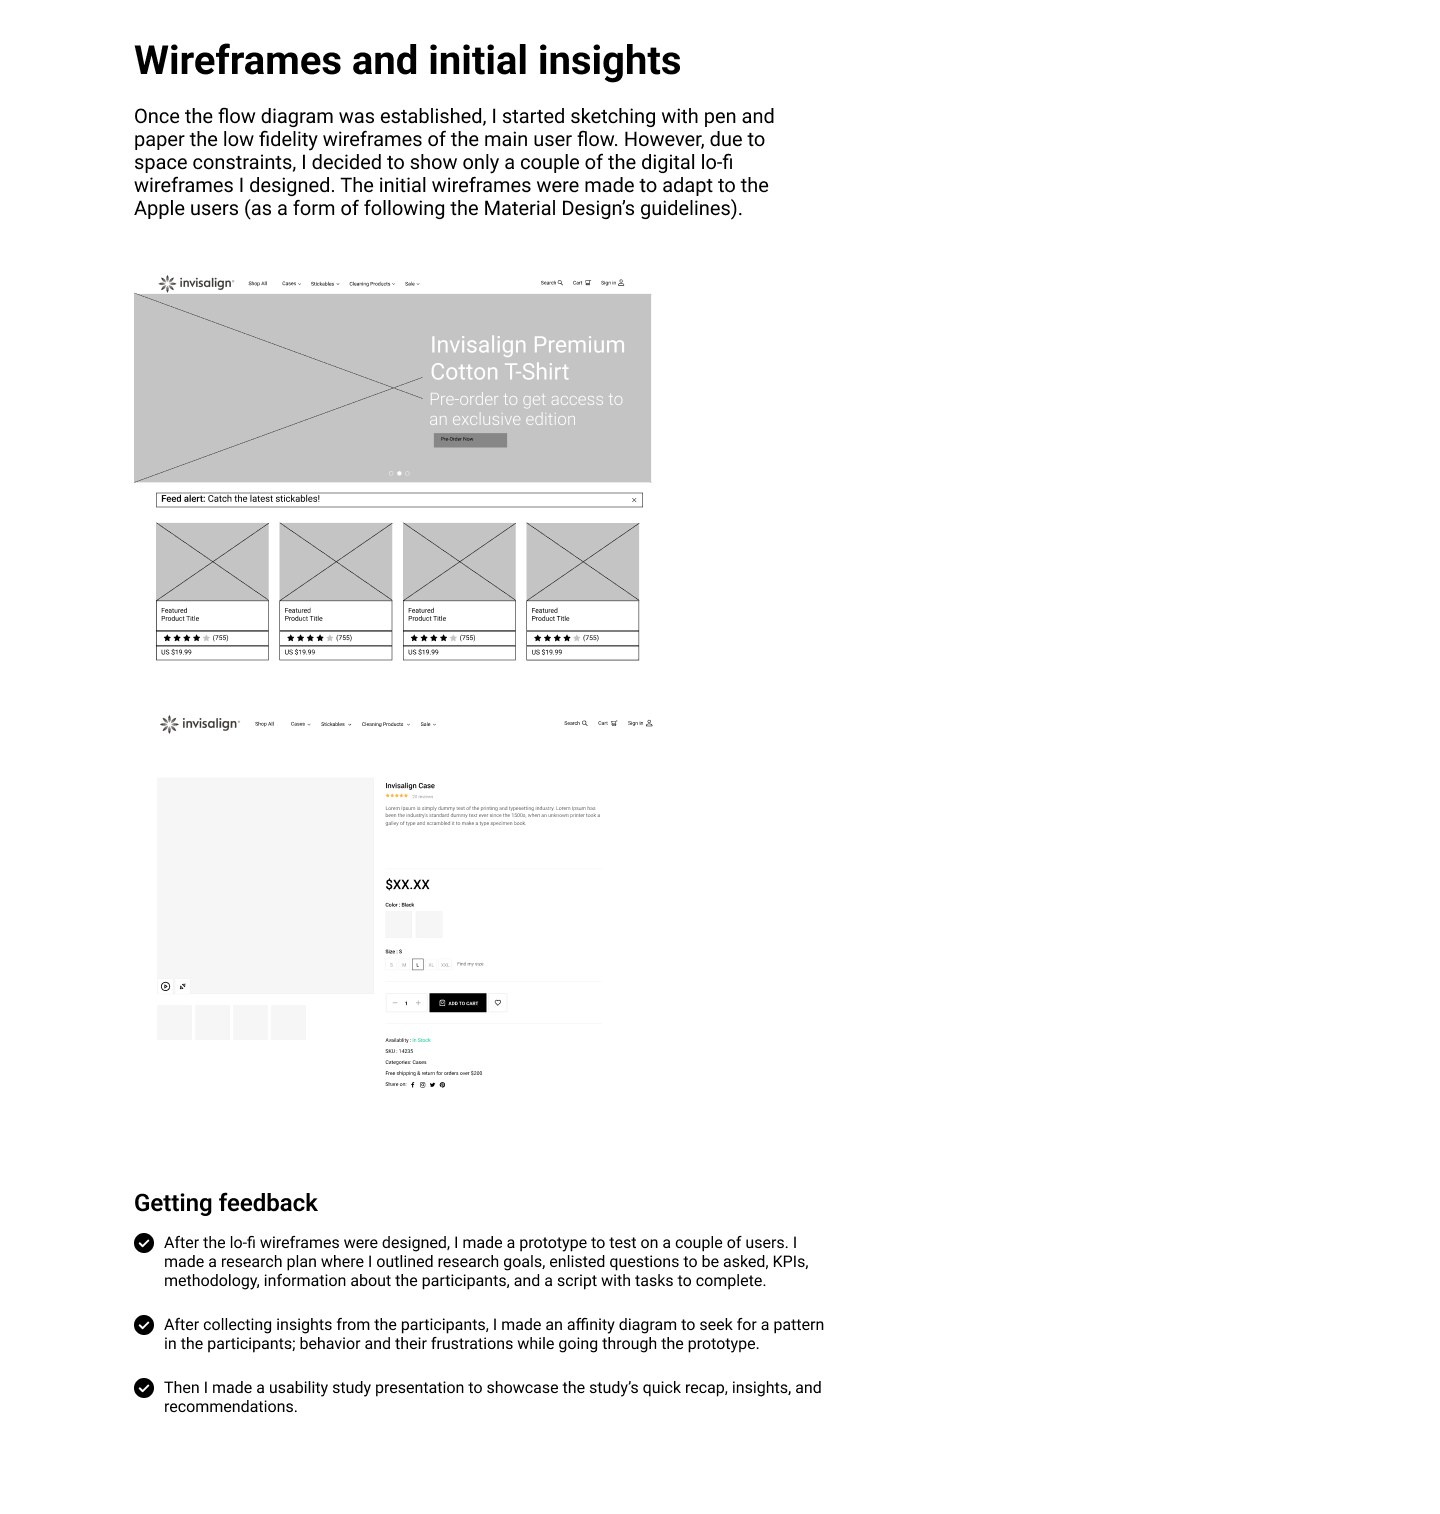 Wireframes and initial insights
Once the flow diagram was established, I started sketching with pen and
paper the low fidelity wireframes of the main user flow. However, due to
space constraints, I decided to show only a couple of the digital lo-fi
wireframes I designed. The initial wireframes were made to adapt to the
Apple users (as a form of following the Material Design's guidelines).
invisalign Shop All Cases Stickables Cleaning Products Sale Search Cart Sign in
Invisalign Premium
Cotton T-Shirt
Pre-order to get access to
an exclusive edition
Pre-Order Now
Feed alert: Catch the latest stickables!
Featured
Product Title
(755)
US $19.99
Featured
Product Title
(755)
US $19.99
Featured
Product Title
(755)
US $19.99
Featured
Product Title
(755)
US $19.99
invisalign Shop All Cases Stickables Cleaning Products Sale Search Cart Sign in
Invisalign Case
reviews
Lorem Ipsum is simply dummy text of the printing and typesetting industry. Lorem Ipsum has
been the industry's standard dummy text ever since the 1500s, when an unknown printer took a
galley of type and scrambled it to make a type specimen book.
$XX.XX
Color : Black
Size : S
S M L XL XXL Find my size
1 ADD TO CART
Availablity : In Stock
SKU : 14235
Categories: Cases
Free shipping & return for orders over $200
Share on:
Getting feedback
After the lo-fi wireframes were designed, I made a prototype to test on a couple of users. I
made a research plan where I outlined research goals, enlisted questions to be asked, KPIs,
methodology, information about the participants, and a script with tasks to complete.
After collecting insights from the participants, I made an affinity diagram to seek for a pattern
in the participants; behavior and their frustrations while going through the prototype.
Then I made a usability study presentation to showcase the study's quick recap, insights, and
recommendations.